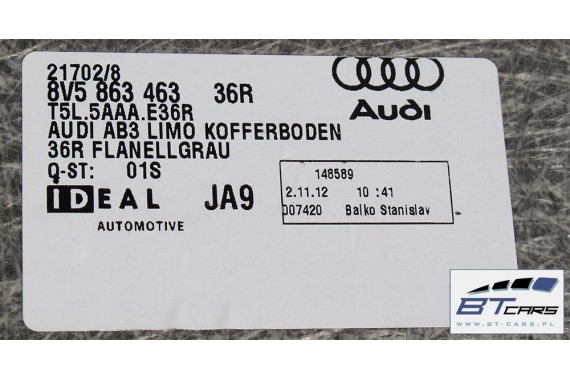 21702/8
8V5 863 463 36R
T5L.5AAA.E36R
AUDI AB3 LIMO KOFFERBODEN
36R FLANELLGRAU
Q-ST: 01S
IDEAL JA9
AUTOMOTIVE
Audi
148589
2.11.12 10:41
007420 Balko Stanislav
BT CARS
WWW.BT-CARS.PL